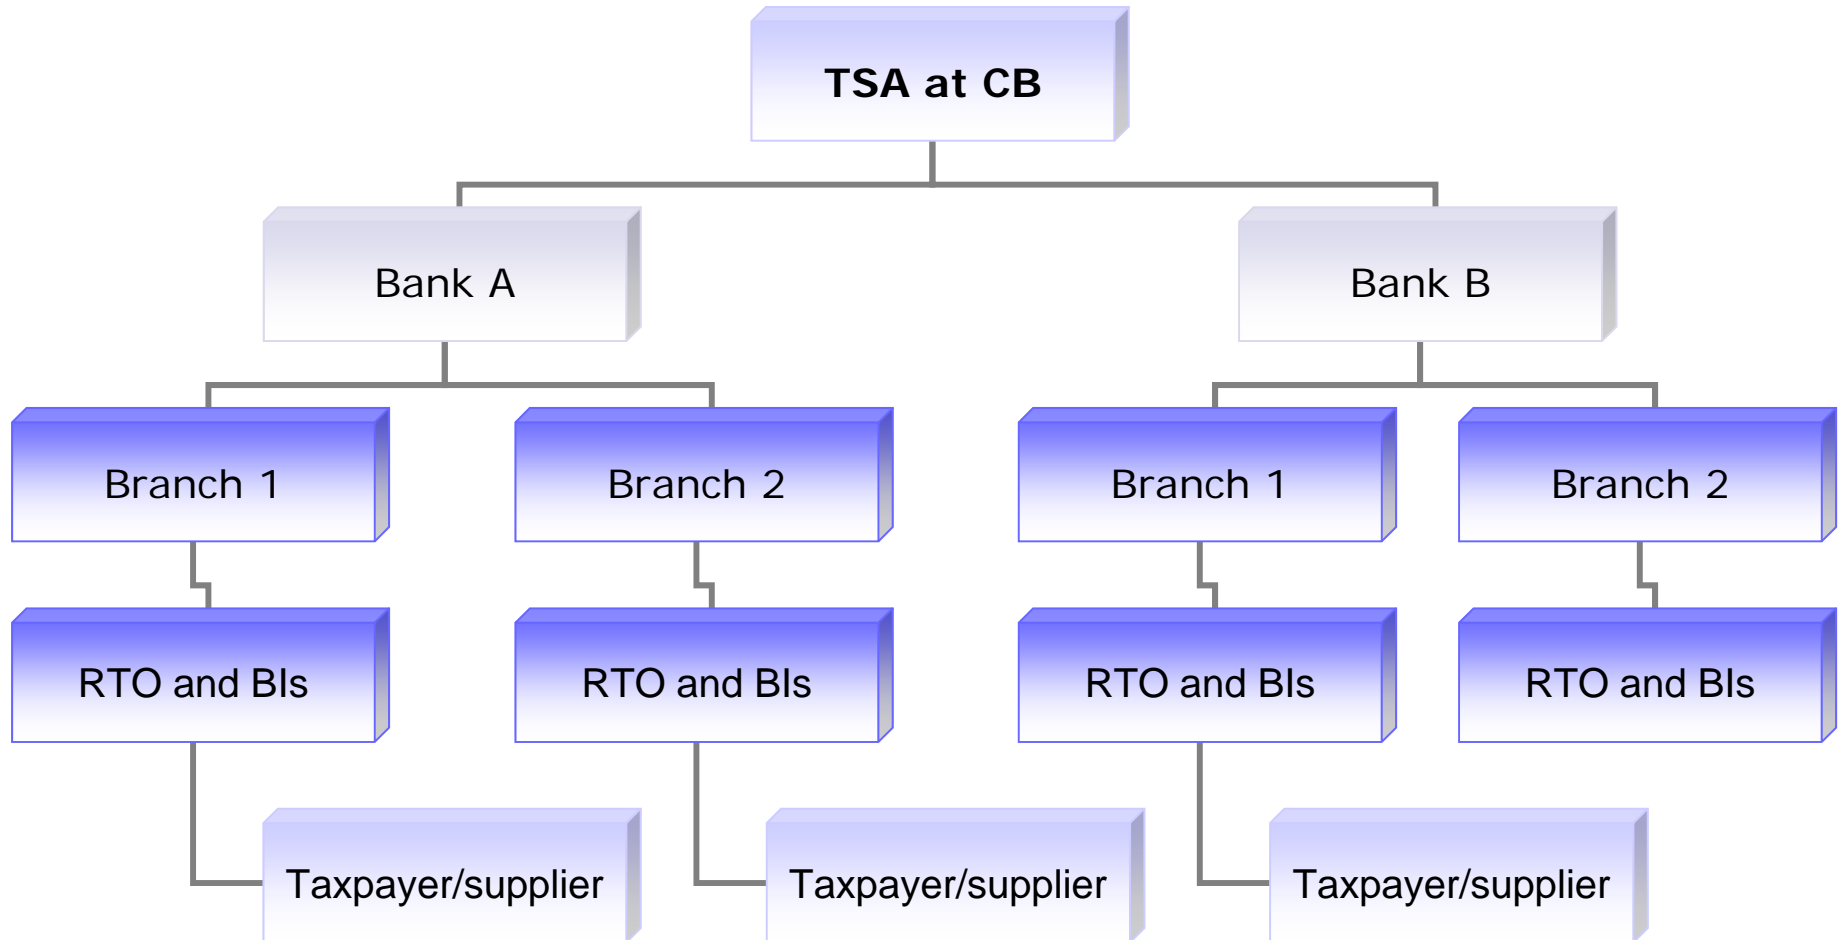 TSA at CB
Bank A
Bank B
Branch 1
Branch 2
Branch 1
Branch 2
RTO and BIs
RTO and BIs
RTO and BIs
RTO and BIs
Taxpayer/supplier
Taxpayer/supplier
Taxpayer/supplier